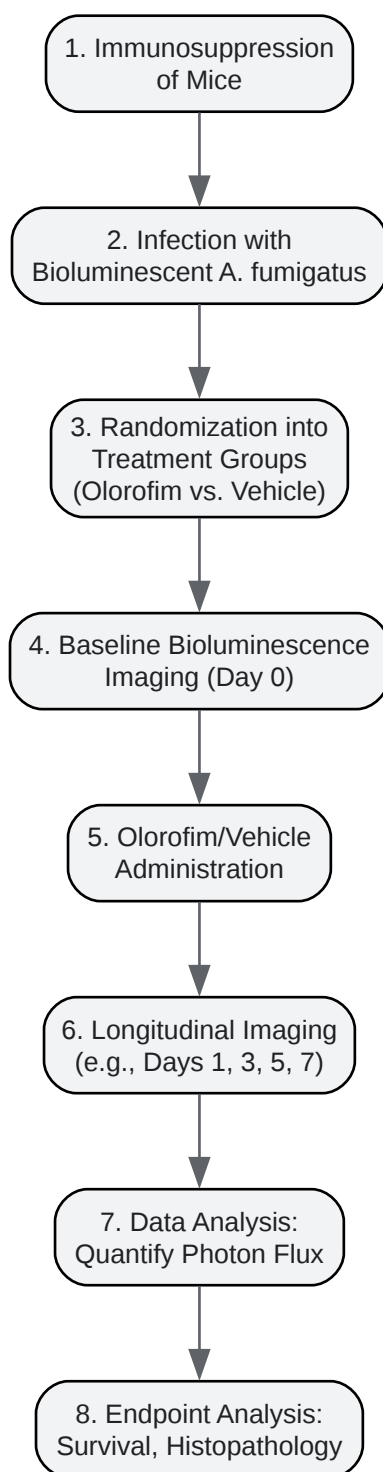 1. Immunosuppression
of Mice
2. Infection with
Bioluminescent A. fumigatus
3. Randomization into
Treatment Groups
(Olorofim vs. Vehicle)
4. Baseline Bioluminescence
Imaging (Day 0)
5. Olorofim/Vehicle
Administration
6. Longitudinal Imaging
(e.g., Days 1, 3, 5, 7)
7. Data Analysis:
Quantify Photon Flux
8. Endpoint Analysis:
Survival, Histopathology